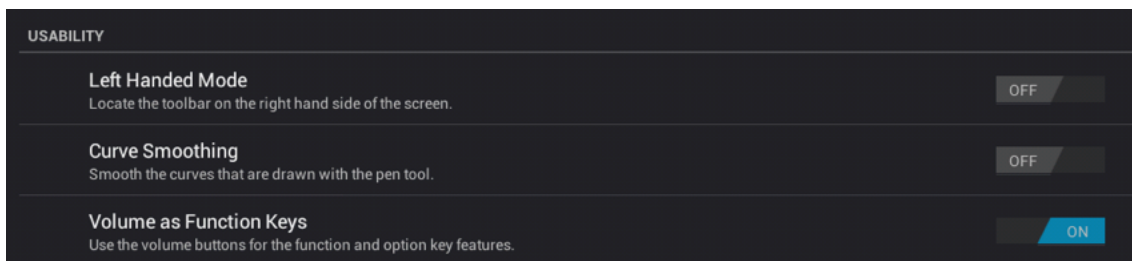 USABILITY
Left Handed Mode
Locate the toolbar on the right hand side of the screen.
OFF
Curve Smoothing
Smooth the curves that are drawn with the pen tool.
OFF
Volume as Function Keys
Use the volume buttons for the function and option key features.
ON